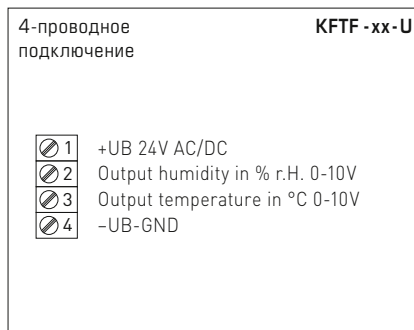 4-проводное
подключение
KFTF - xx - U
1 +UB 24V AC/DC
2 Output humidity in % r.H. 0-10V
3 Output temperature in °C 0-10V
4 –UB-GND